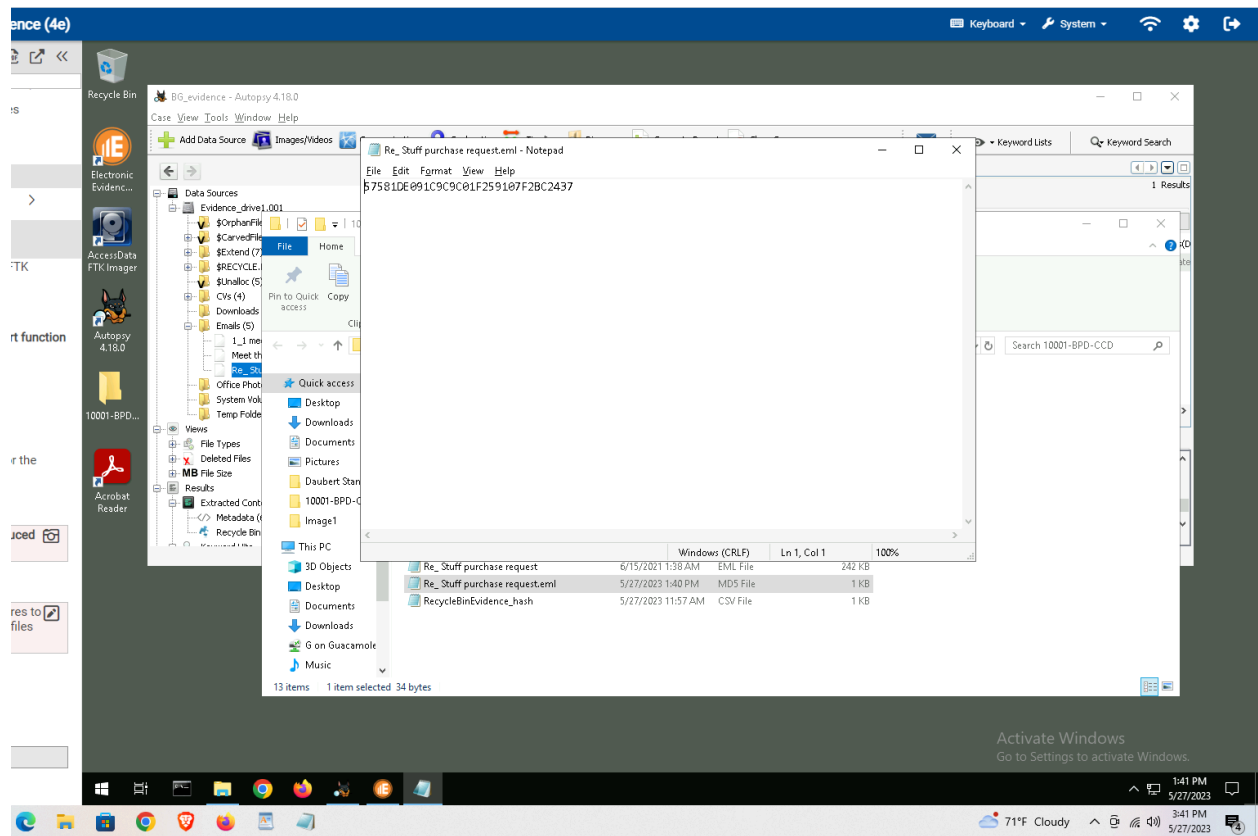 ence (4e)
Keyboard
System
es
FTK
rt function
r the
uced
res to
files
Recycle Bin
Electronic
Evidenc...
AccessData
FTK Imager
Autopsy
4.18.0
10001-BPD...
Acrobat
Reader
BG_evidence - Autopsy 4.18.0
Case View Tools Window Help
Add Data Source
Images/Videos
Keyword Lists
Keyword Search
1 Results
Data Sources
Evidence_drive1.001
$OrphanFile
$CarvedFile
$Extend (7)
$RECYCLE.
$Unalloc (5)
CVs (4)
Downloads
Emails (5)
1_1 me
Meet th
Re_ Stu
Office Phot
System Volu
Temp Folde
Views
File Types
Deleted Files
MB File Size
Results
Extracted Cont
Metadata (
Recycle Bin
Re_ Stuff purchase request.eml - Notepad
File Edit Format View Help
57581DE091C9C9C01F259107F2BC2437
Windows (CRLF)
Ln 1, Col 1
100%
10
File
Home
Pin to Quick
access
Copy
Clip
Search 10001-BPD-CCD
Quick access
Desktop
Downloads
Documents
Pictures
Daubert Stan
10001-BPD-C
Image1
This PC
3D Objects
Desktop
Documents
Downloads
G on Guacamole
Music
Re_ Stuff purchase request 6/15/2021 1:38 AM EML File 242 KB
Re_ Stuff purchase request.eml 5/27/2023 1:40 PM MD5 File 1 KB
RecycleBinEvidence_hash 5/27/2023 11:57 AM CSV File 1 KB
13 items 1 item selected 34 bytes
Activate Windows
Go to Settings to activate Windows.
1:41 PM
5/27/2023
71°F Cloudy
3:41 PM
5/27/2023
4